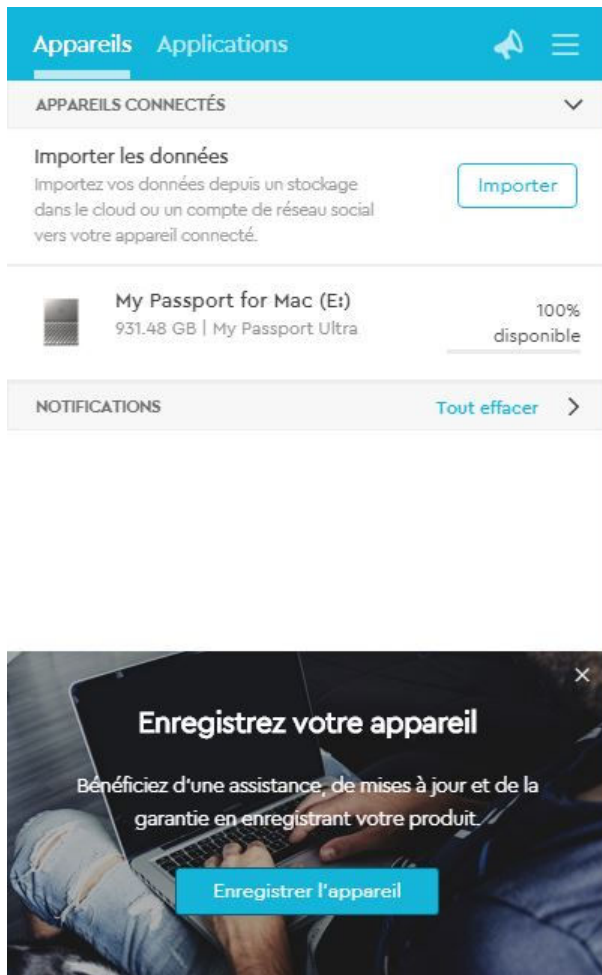 Appareils Applications
APPAREILS CONNECTÉS
Importer les données
Importez vos données depuis un stockage
dans le cloud ou un compte de réseau social
vers votre appareil connecté.
Importer
My Passport for Mac (E:)
931.48 GB | My Passport Ultra
100%
disponible
NOTIFICATIONS Tout effacer
Enregistrez votre appareil
Bénéficiez d'une assistance, de mises à jour et de la
garantie en enregistrant votre produit.
Enregistrer l'appareil